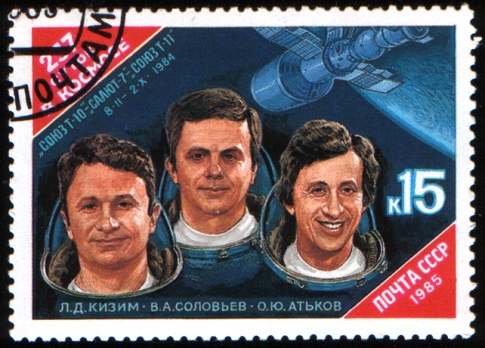 ПОЧТАМ
237
В КОСМОСЕ
„СОЮЗ Т-10"-„САЛЮТ-7"-„СОЮЗ Т-11"
8·II - 2·X·1984
к15
Л.Д. КИЗИМ · В.А. СОЛОВЬЕВ · О.Ю. АТЬКОВ
ПОЧТА СССР
1985